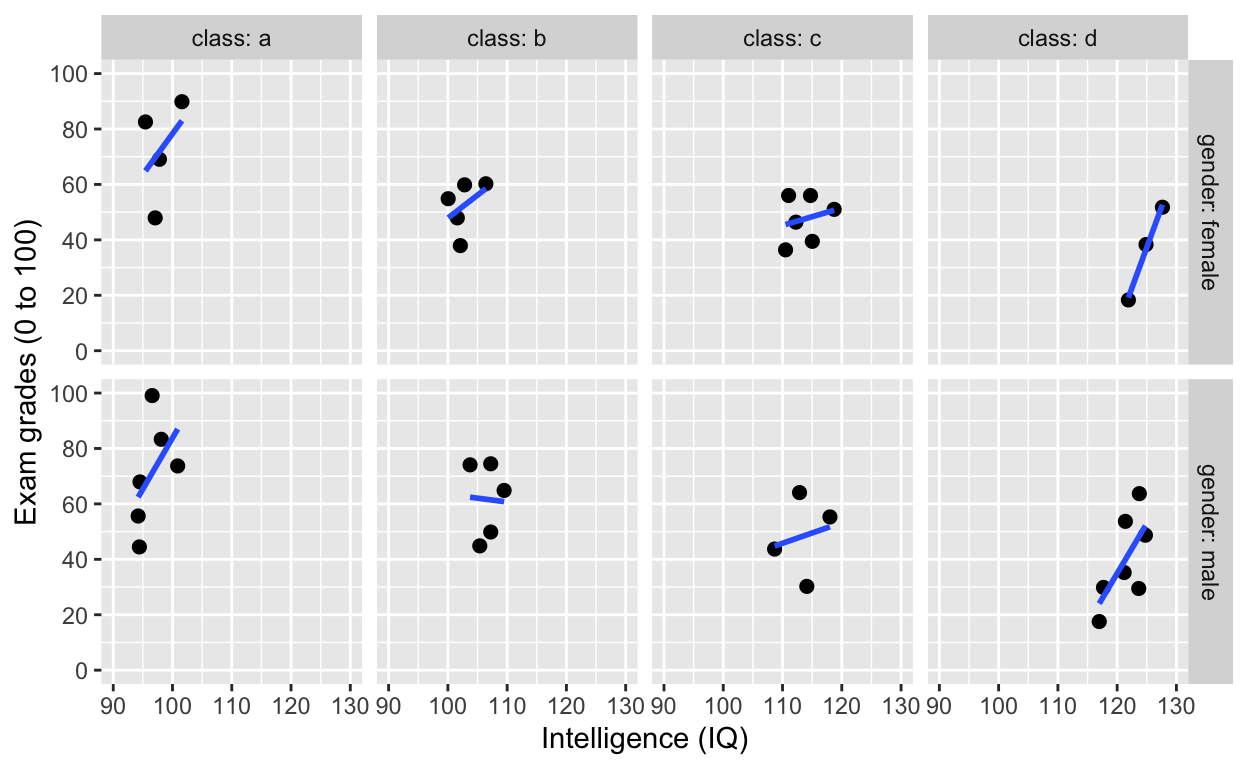 class: a
class: b
class: c
class: d
100
80
60
40
20
0
gender: female
100
80
60
40
20
0
gender: male
90 100 110 120 130
90 100 110 120 130
90 100 110 120 130
90 100 110 120 130
Intelligence (IQ)
Exam grades (0 to 100)